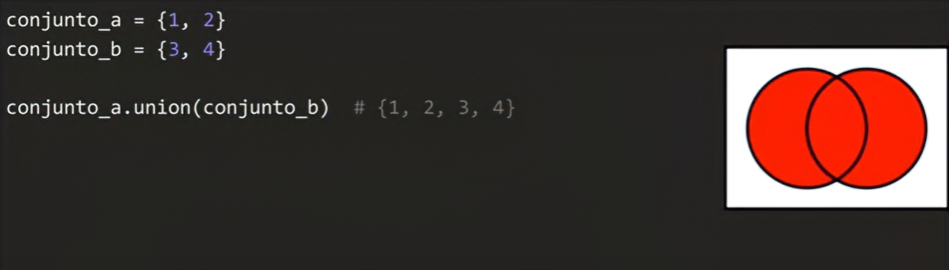 conjunto_a = {1, 2}
conjunto_b = {3, 4}
conjunto_a.union(conjunto_b)  # {1, 2, 3, 4}